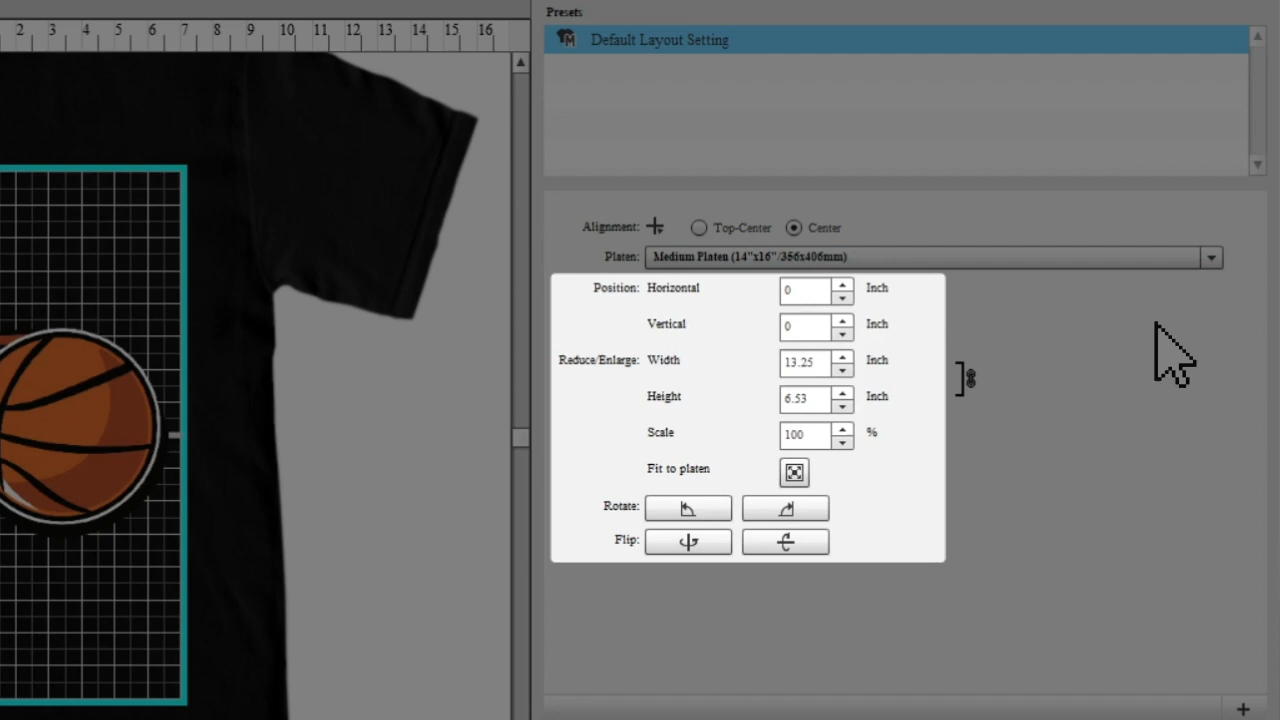 Presets
2 3 4 5 6 7 8 9 10 11 12 13 14 15 16
M Default Layout Setting
Alignment: Top-Center Center
Platen: Medium Platen (14"x16"/356x406mm)
Position: Horizontal 0 Inch
Vertical 0 Inch
Reduce/Enlarge: Width 13.25 Inch
Height 6.53 Inch
Scale 100 %
Fit to platen
Rotate:
Flip: